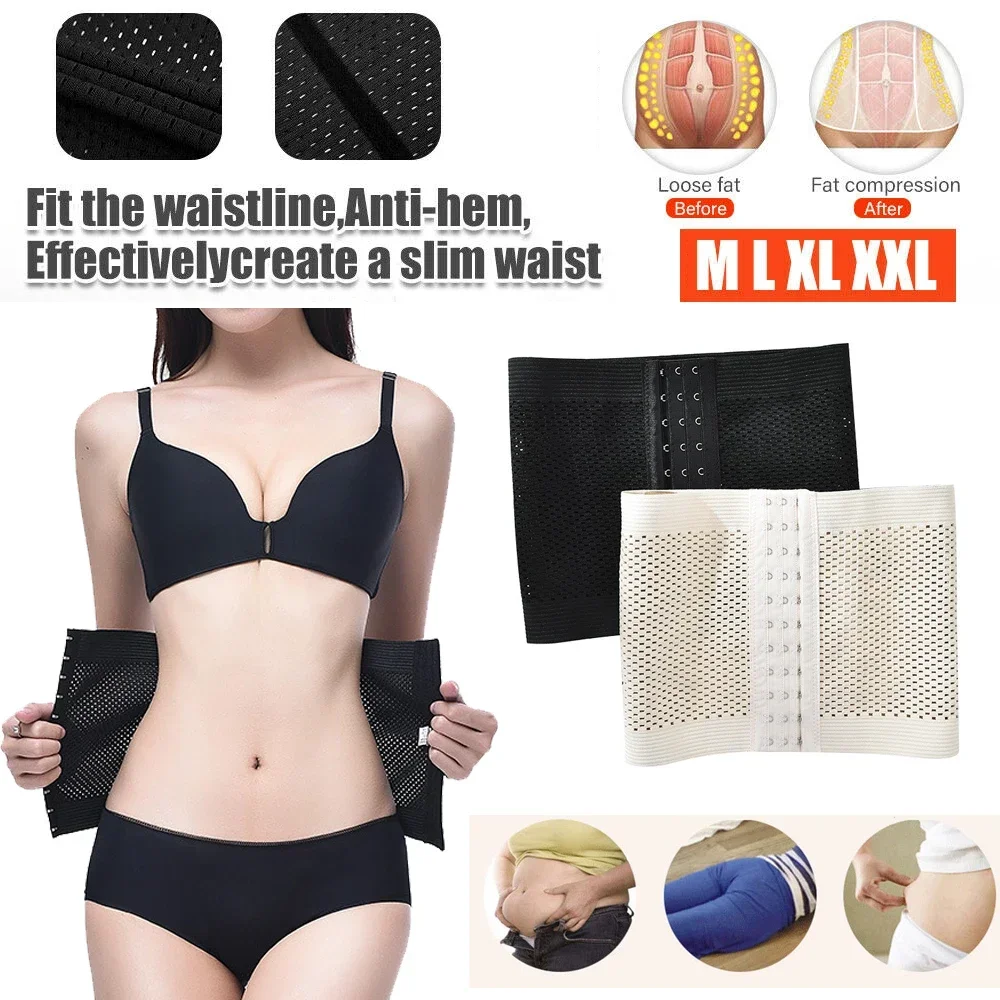 Fit the waistline,Anti-hem,
Effectivelycreate a slim waist
Loose fat
Before
Fat compression
After
M L XL XXL